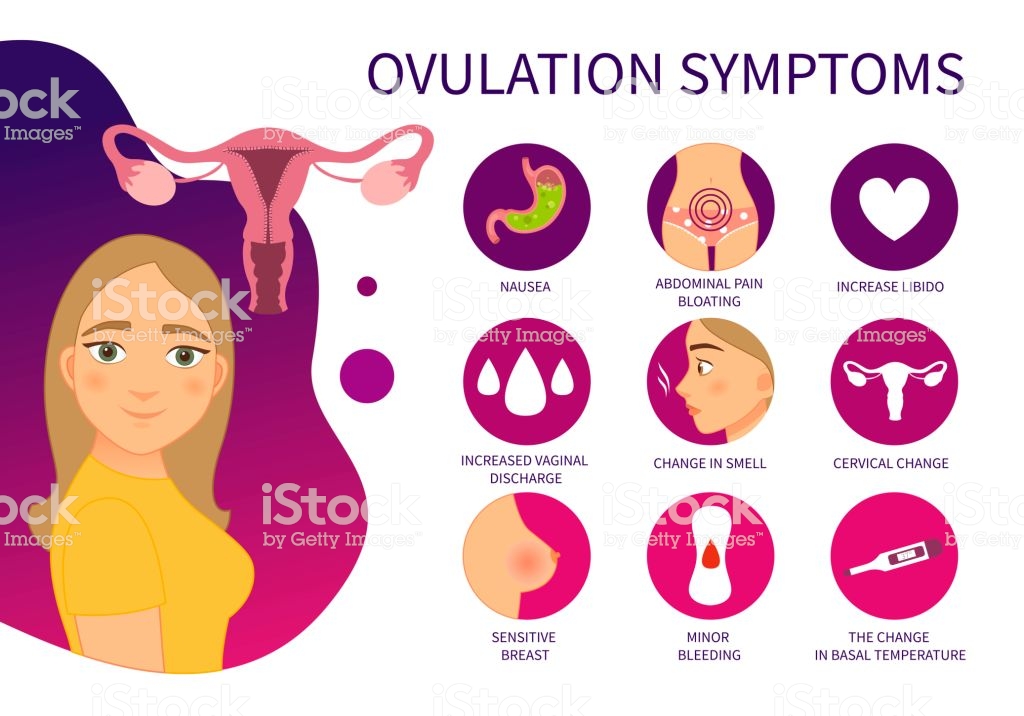 OVULATION SYMPTOMS
NAUSEA
ABDOMINAL PAIN
BLOATING
INCREASE LIBIDO
INCREASED VAGINAL
DISCHARGE
CHANGE IN SMELL
CERVICAL CHANGE
SENSITIVE
BREAST
MINOR
BLEEDING
THE CHANGE
IN BASAL TEMPERATURE
iStock
by Getty Images™